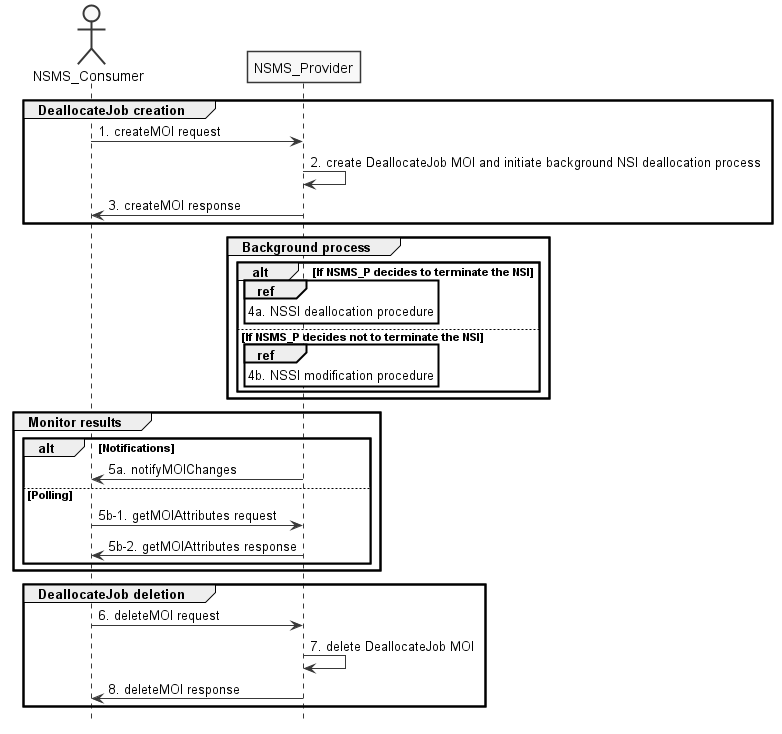 NSMS_Consumer
NSMS_Provider
DeallocateJob creation
1. createMOI request
2. create DeallocateJob MOI and initiate background NSI deallocation process
3. createMOI response
Background process
alt [If NSMS_P decides to terminate the NSI]
ref
4a. NSSI deallocation procedure
[If NSMS_P decides not to terminate the NSI]
ref
4b. NSSI modification procedure
Monitor results
alt [Notifications]
5a. notifyMOIChanges
[Polling]
5b-1. getMOIAttributes request
5b-2. getMOIAttributes response
DeallocateJob deletion
6. deleteMOI request
7. delete DeallocateJob MOI
8. deleteMOI response